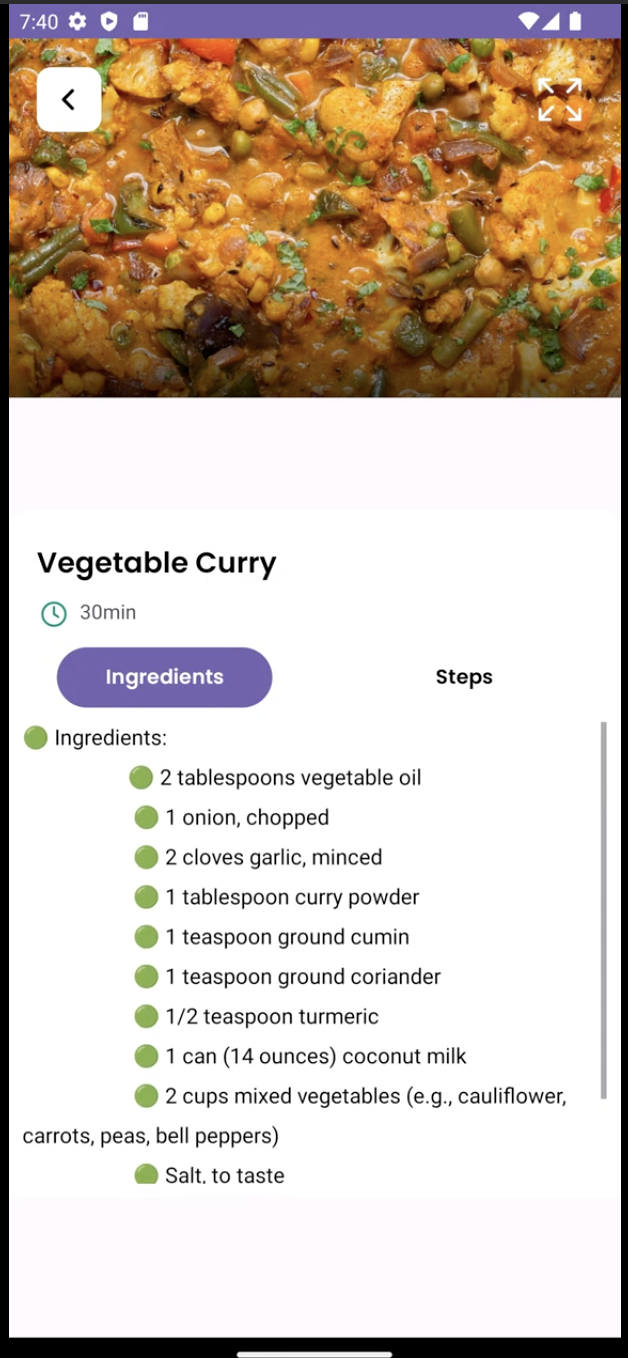 7:40
Vegetable Curry
30min
Ingredients
Steps
Ingredients:
2 tablespoons vegetable oil
1 onion, chopped
2 cloves garlic, minced
1 tablespoon curry powder
1 teaspoon ground cumin
1 teaspoon ground coriander
1/2 teaspoon turmeric
1 can (14 ounces) coconut milk
2 cups mixed vegetables (e.g., cauliflower,
carrots, peas, bell peppers)
Salt, to taste